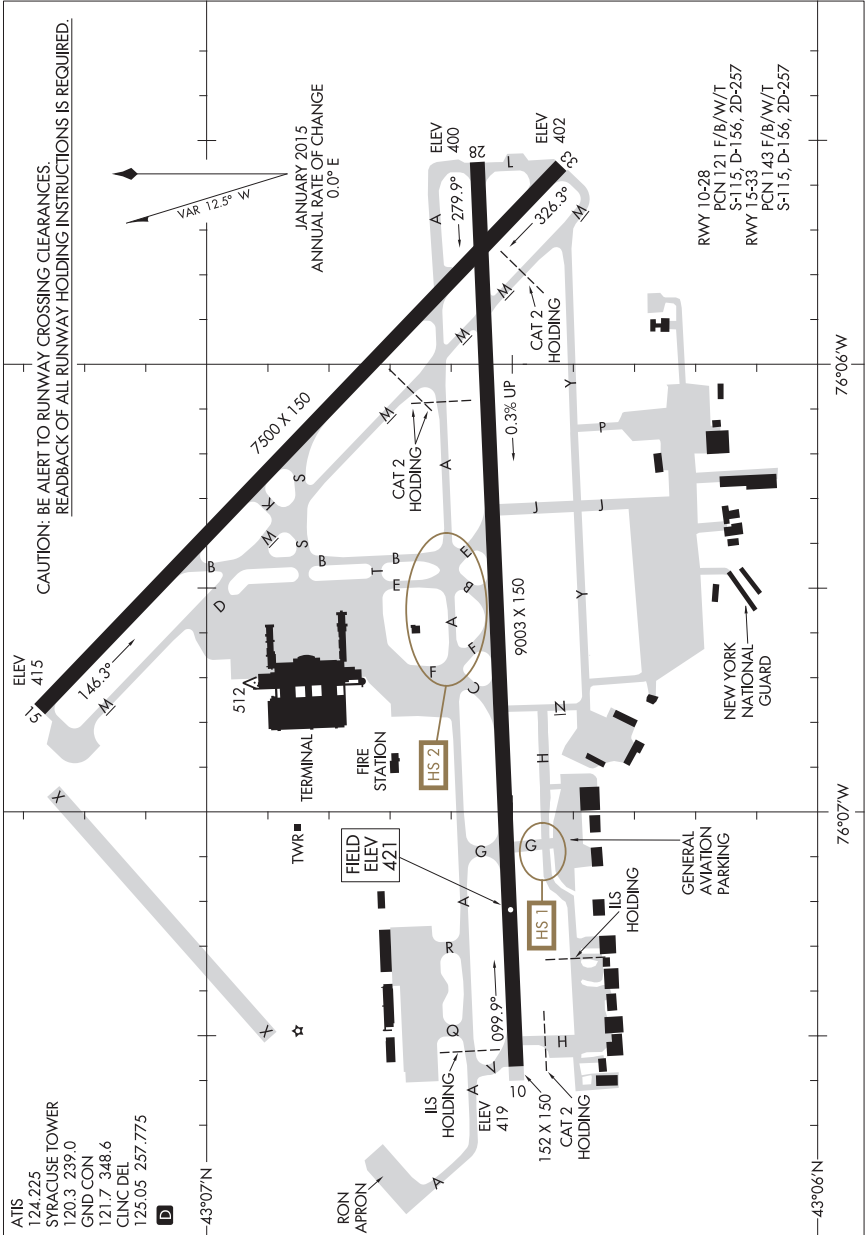 CAUTION: BE ALERT TO RUNWAY CROSSING CLEARANCES.
READBACK OF ALL RUNWAY HOLDING INSTRUCTIONS IS REQUIRED.
ATIS
124.225
SYRACUSE TOWER
120.3 239.0
GND CON
121.7 348.6
CLNC DEL
125.05 257.775
D
VAR 12.5° W
JANUARY 2015
ANNUAL RATE OF CHANGE
0.0° E
43°07'N
43°06'N
76°07'W
76°06'W
X
X
ELEV
415
15
146.3°
M
D
B
M
K
S
S
B
7500 X 150
512
TERMINAL
TWR
FIRE
STATION
T
B
E
M
CAT 2
HOLDING
M
A
ELEV
400
28
279.9°
L
ELEV
402
33
326.3°
M
M
CAT 2
HOLDING
HS 2
F
A
E
B
F
C
A
0.3% UP
9003 X 150
FIELD
ELEV
421
G
A
R
Q
099.9°
ILS
HOLDING
A
V
RON
APRON
A
ELEV
419
10
152 X 150
CAT 2
HOLDING
H
HS 1
G
ILS
HOLDING
H
N
GENERAL
AVIATION
PARKING
J
J
Y
Y
P
NEW YORK
NATIONAL
GUARD
RWY 10-28
PCN 121 F/B/W/T
S-115, D-156, 2D-257
RWY 15-33
PCN 143 F/B/W/T
S-115, D-156, 2D-257